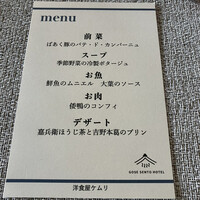 menu
前菜
ばあく豚のパテ・ド・カンパーニュ
スープ
季節野菜の冷製ポタージュ
お魚
鮮魚のムニエル 大葉のソース
お肉
倭鴨のコンフィ
デザート
嘉兵衛ほうじ茶と吉野本葛のプリン
GOSE SENTO HOTEL
洋食屋ケムリ